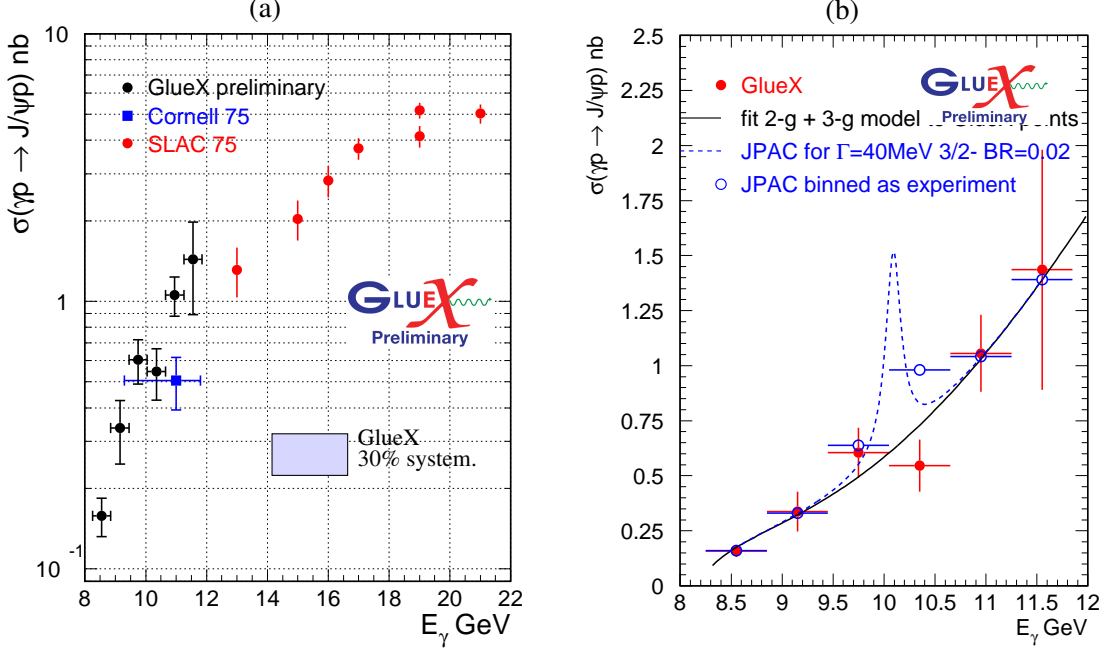 (a)
σ(γp → J/ψp) nb
10
1
10 -1
GlueX preliminary
Cornell 75
SLAC 75
GLUEX
Preliminary
GlueX
30% system.
8 10 12 14 16 18 20 22
E γ GeV
(b)
σ(γp → J/ψp) nb
2.5
2.25
2
1.75
1.5
1.25
1
0.75
0.5
0.25
0
GlueX
GLUEX
Preliminary
fit 2-g + 3-g model
JPAC for Γ=40MeV 3/2- BR=0.02
JPAC binned as experiment
8 8.5 9 9.5 10 10.5 11 11.5 12
E γ GeV